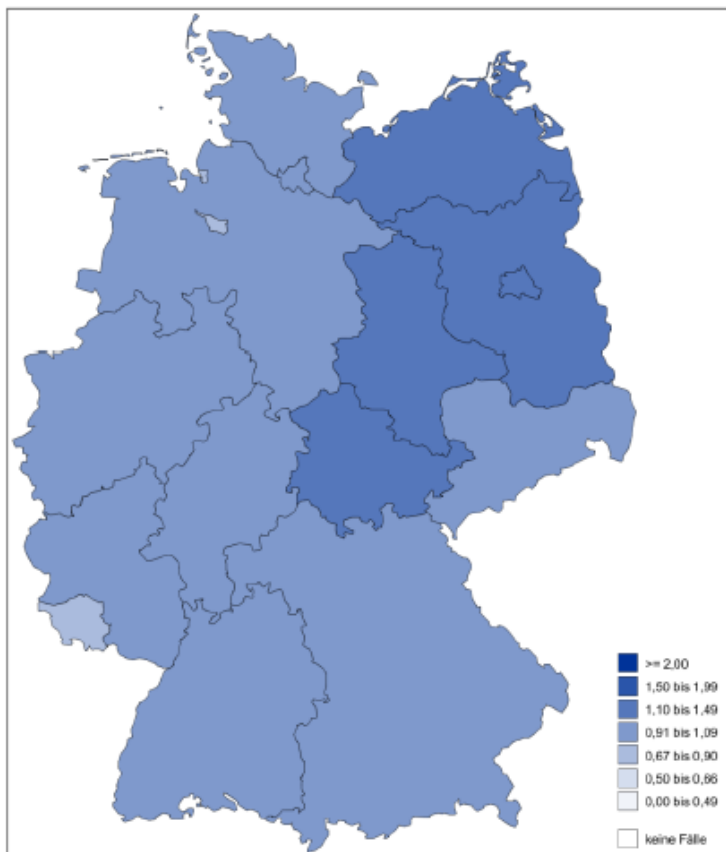 >= 2,00
1,50 bis 1,99
1,10 bis 1,49
0,91 bis 1,09
0,67 bis 0,90
0,50 bis 0,66
0,00 bis 0,49
keine Fälle